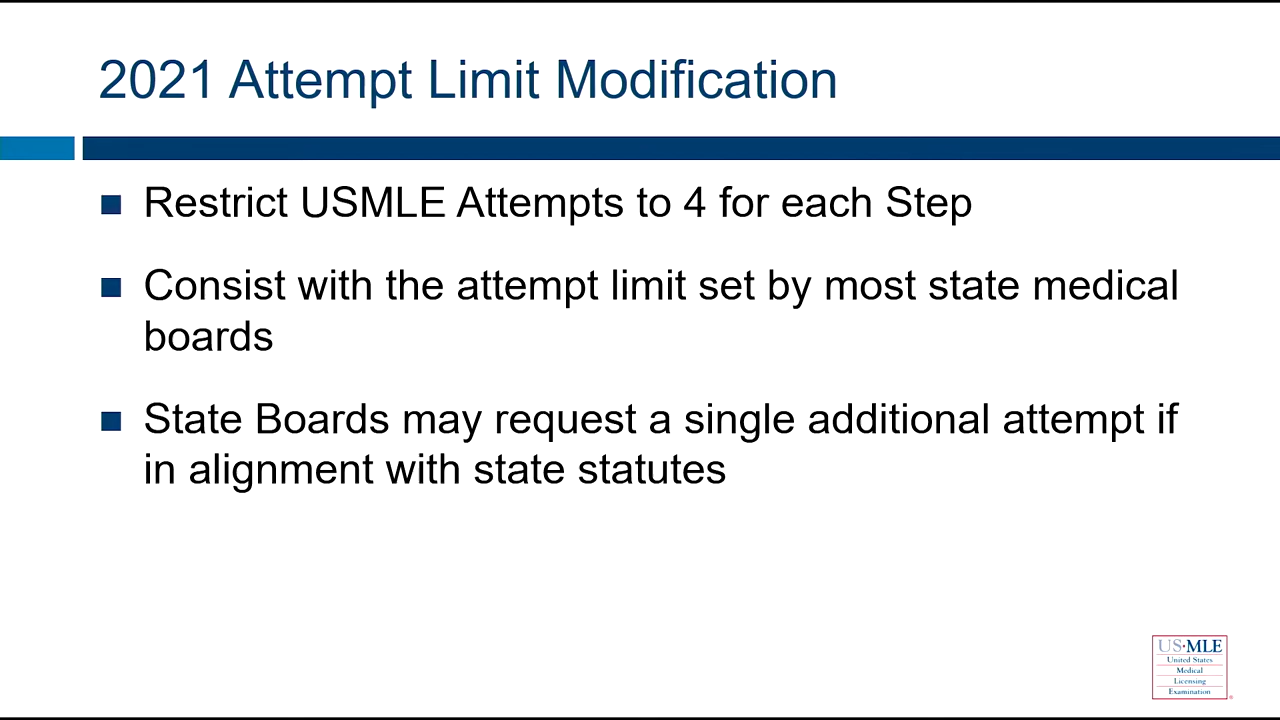 2021 Attempt Limit Modification
Restrict USMLE Attempts to 4 for each Step
Consist with the attempt limit set by most state medical
boards
State Boards may request a single additional attempt if
in alignment with state statutes
US·MLE
United States
Medical
Licensing
Examination
®